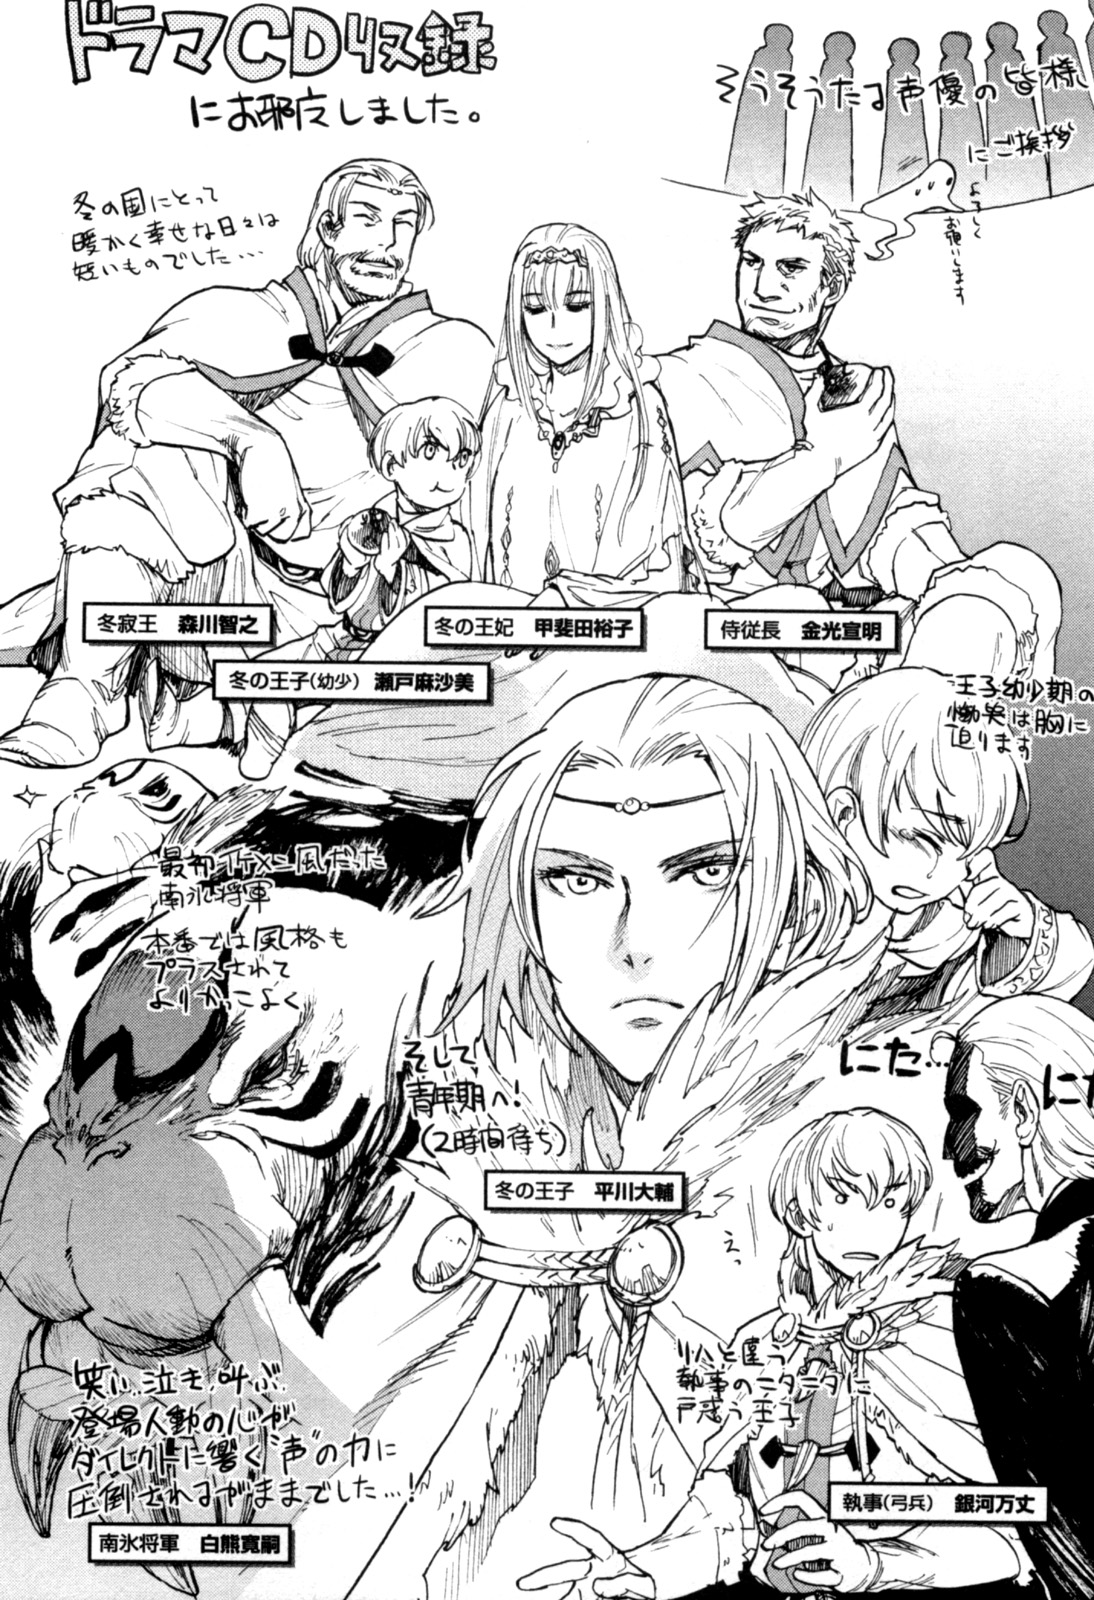 ドラマCD収録
にお邪广しました。
そうそうたる声優の皆様
にご挨拶
よろしく
お願いします
冬の国にとって
暖かく幸せな日々は
短いものでした…
冬寂王 森川智之
冬の王妃 甲斐田裕子
侍従長 金光宣明
冬の王子(幼少) 瀬戸麻沙美
王子幼少期の
慟哭は胸に
迫ります
最初イケメン風だった
南氷将軍
本番では風格も
プラスされて
よりかっこよく
そして
青年期へ!
(2時間待ち)
冬の王子 平川大輔
にた…
にた
え、
リハと違う
執事のニタニタに
戸惑う王子
執事(弓兵) 銀河万丈
笑い、泣き、叫ぶ
登場人物の心が
ダイレクトに響く“声”の力に
圧倒されるがままでした…!
南氷将軍 白熊寛嗣